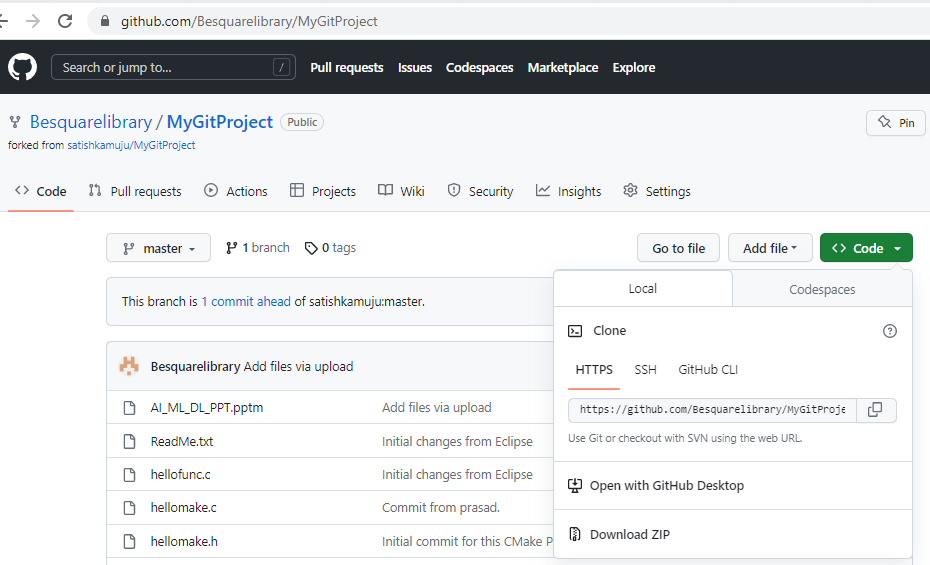 github.com/Besquarelibrary/MyGitProject
Search or jump to... /
Pull requests Issues Codespaces Marketplace Explore
Besquarelibrary / MyGitProject Public
Pin
forked from satishkamuju/MyGitProject
Code Pull requests Actions Projects Wiki Security Insights Settings
master 1 branch 0 tags Go to file Add file Code
Local Codespaces
This branch is 1 commit ahead of satishkamuju:master.
Clone
Besquarelibrary Add files via upload
HTTPS SSH GitHub CLI
AI_ML_DL_PPT.pptm Add files via upload
https://github.com/Besquarelibrary/MyGitProje
Use Git or checkout with SVN using the web URL.
ReadMe.txt Initial changes from Eclipse
hellofunc.c Initial changes from Eclipse
Open with GitHub Desktop
hellomake.c Commit from prasad.
Download ZIP
hellomake.h Initial commit for this CMake P